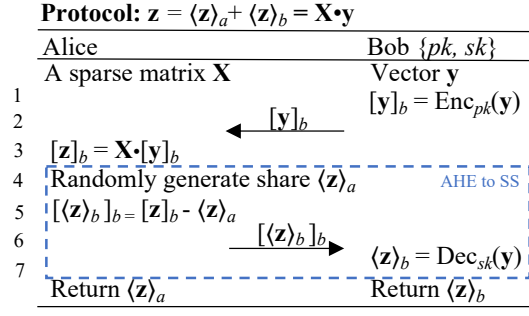 Protocol: z = ⟨z⟩a+ ⟨z⟩b = X•y
Alice Bob {pk, sk}
A sparse matrix X Vector y
1 [y]b = Encpk(y)
2 [y]b
3 [z]b = X•[y]b
4 Randomly generate share ⟨z⟩a AHE to SS
5 [⟨z⟩b]b = [z]b - ⟨z⟩a
6 [⟨z⟩b]b
7 ⟨z⟩b = Decsk(y)
Return ⟨z⟩a Return ⟨z⟩b